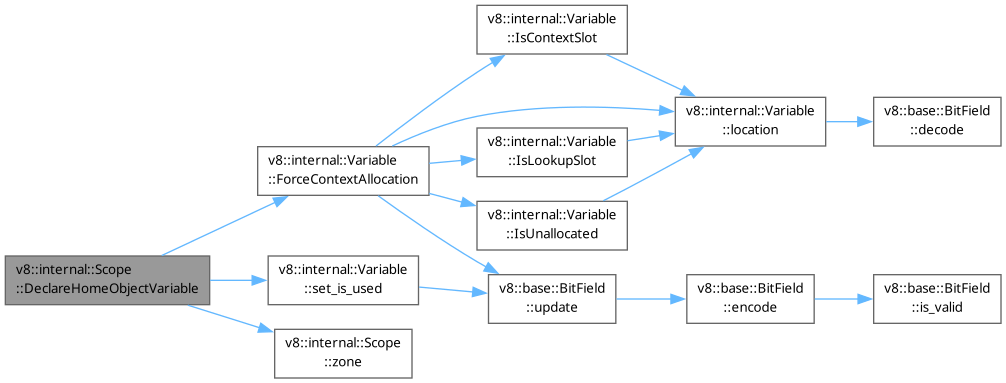 v8::internal::Variable
::IsContextSlot
v8::internal::Variable
::location
v8::base::BitField
::decode
v8::internal::Variable
::IsLookupSlot
v8::internal::Variable
::ForceContextAllocation
v8::internal::Variable
::IsUnallocated
v8::internal::Scope
::DeclareHomeObjectVariable
v8::internal::Variable
::set_is_used
v8::base::BitField
::update
v8::base::BitField
::encode
v8::base::BitField
::is_valid
v8::internal::Scope
::zone